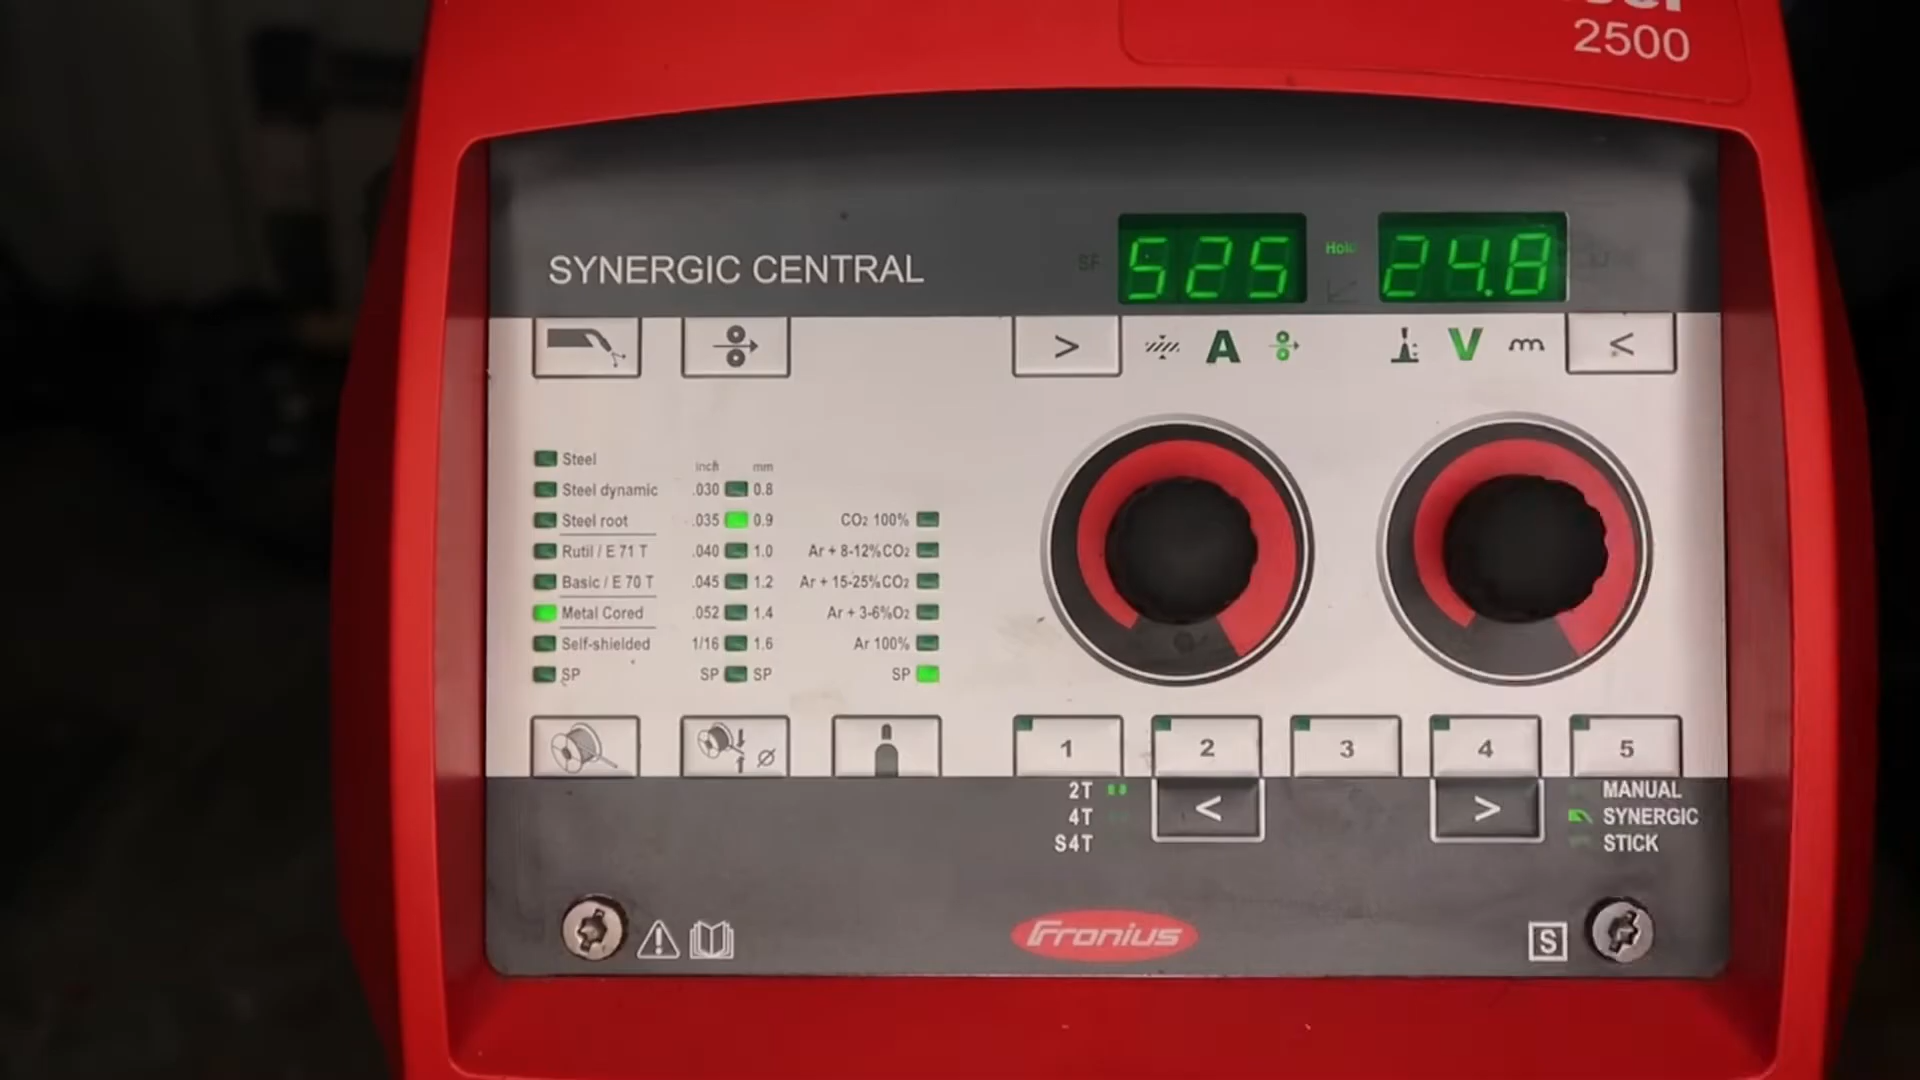 2500
SYNERGIC CENTRAL
525
Hold
24.8
> A V <
Steel
Steel dynamic
Steel root
Rutil / E 71 T
Basic / E 70 T
Metal Cored
Self-shielded
SP
inch mm
.030 0.8
.035 0.9
.040 1.0
.045 1.2
.052 1.4
1/16 1.6
SP SP
CO2 100%
Ar + 8-12%CO2
Ar + 15-25%CO2
Ar + 3-6%O2
Ar 100%
SP
1 2 3 4 5
2T
4T
S4T
< >
MANUAL
SYNERGIC
STICK
Fronius
S